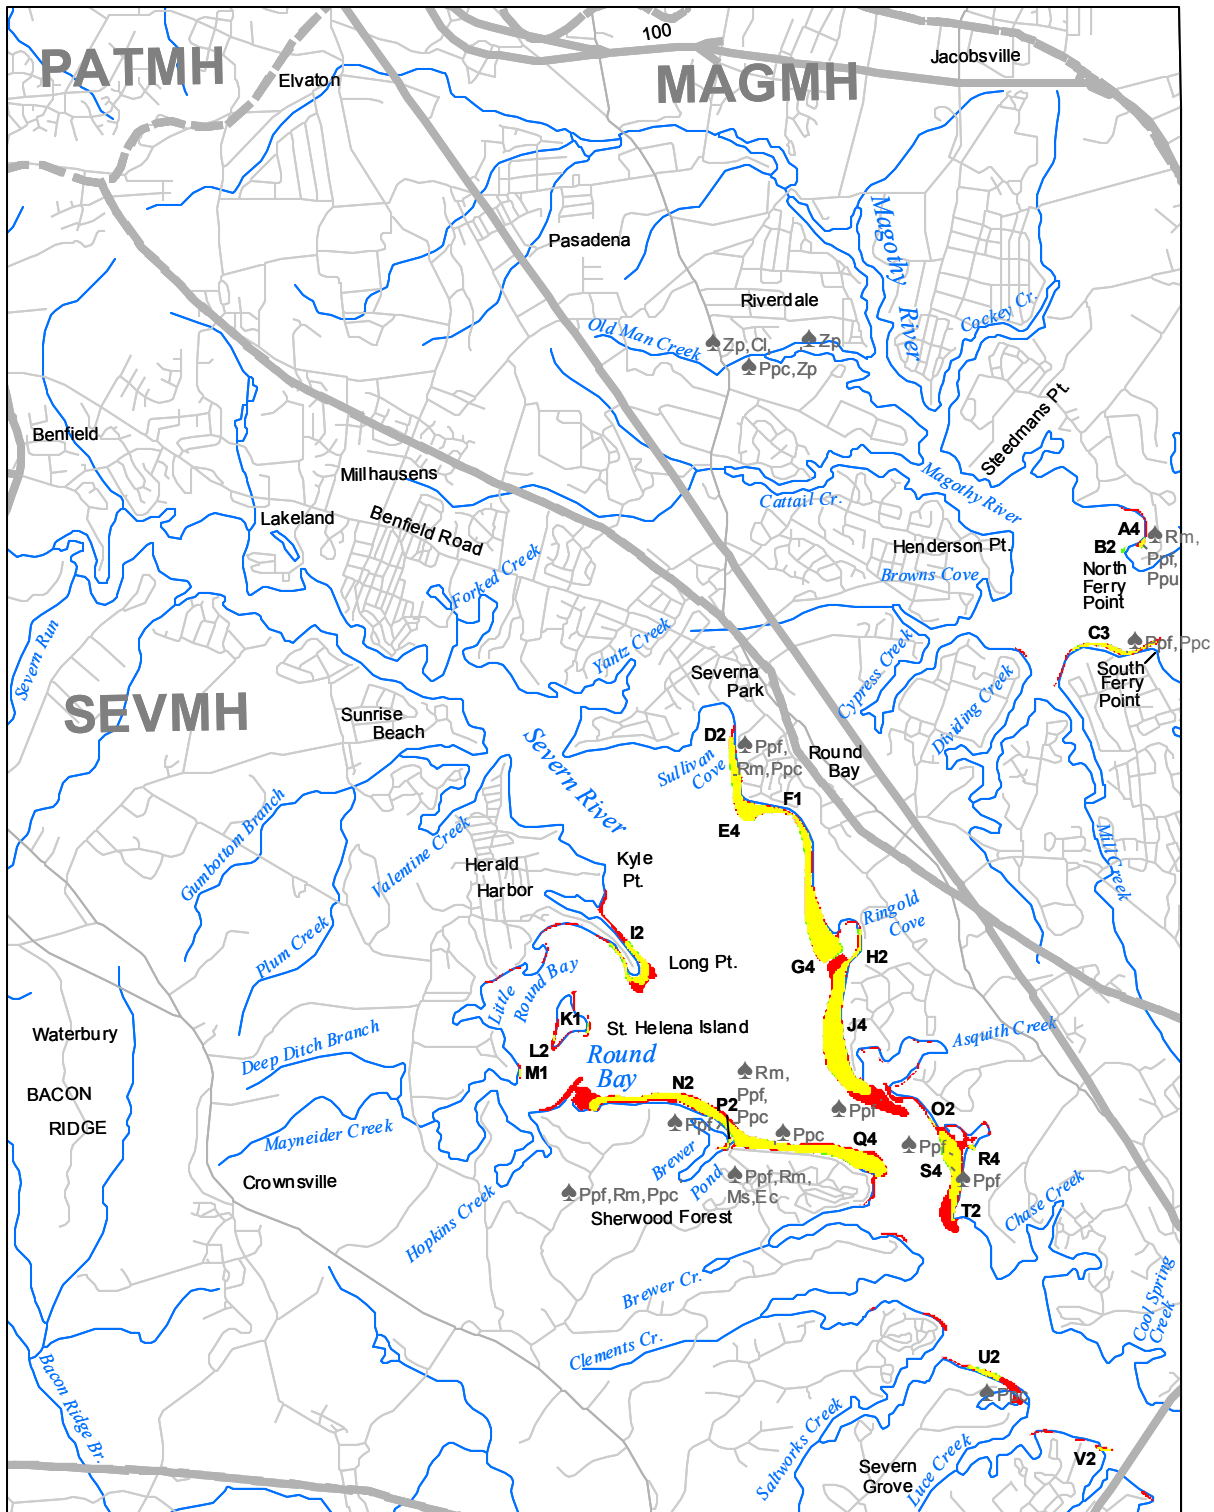 100
Jacobsville
PATMH
Elvaton
MAGMH
Magothy River
Pasadena
Riverdale
Cockey Cr.
Old Man Creek
♠Zp,Cl,
♠Zp
♠Ppc,Zp
Steedmans Pt.
Benfield
Millhausens
Magothy River
Cattail Cr.
Lakeland
Benfield Road
A4
♠Rm,
Ppf,
Ppu
B2
Henderson Pt.
North
Ferry
Point
Forked Creek
Browns Cove
Severn Run
Yantz Creek
C3
♠Ppf,Ppc
South
Ferry
Point
Cypress Creek
Severna
Park
Dividing Creek
SEVMH
Sunrise
Beach
Severn River
D2
♠Ppf,
Rm,Ppc
Sullivan
Cove
Round
Bay
F1
E4
Gumbottom Branch
Valentine Creek
Mill Creek
Herald
Harbor
Kyle
Pt.
Ringold
Cove
I2
Plum Creek
Long Pt.
G4
H2
Little
Round Bay
K1
St. Helena Island
J4
Waterbury
Deep Ditch Branch
L2
M1
Round
Bay
Asquith Creek
BACON
RIDGE
N2
♠Rm,
Ppf,
Ppc
P2
♠Ppf
♠Ppf
O2
Mayneider Creek
♠Ppc
Q4
♠Ppf
R4
S4
Brewer
Pond
♠Ppf
Crownsville
♠Ppf,Rm,Ppc
♠Ppf,Rm,
Ms,Ec
Sherwood Forest
T2
Chase Creek
Hopkins Creek
Brewer Cr.
Cool Spring
Creek
Clements Cr.
Bacon Ridge Br.
U2
Saltworks Creek
Severn
Grove
Luce Creek
V2